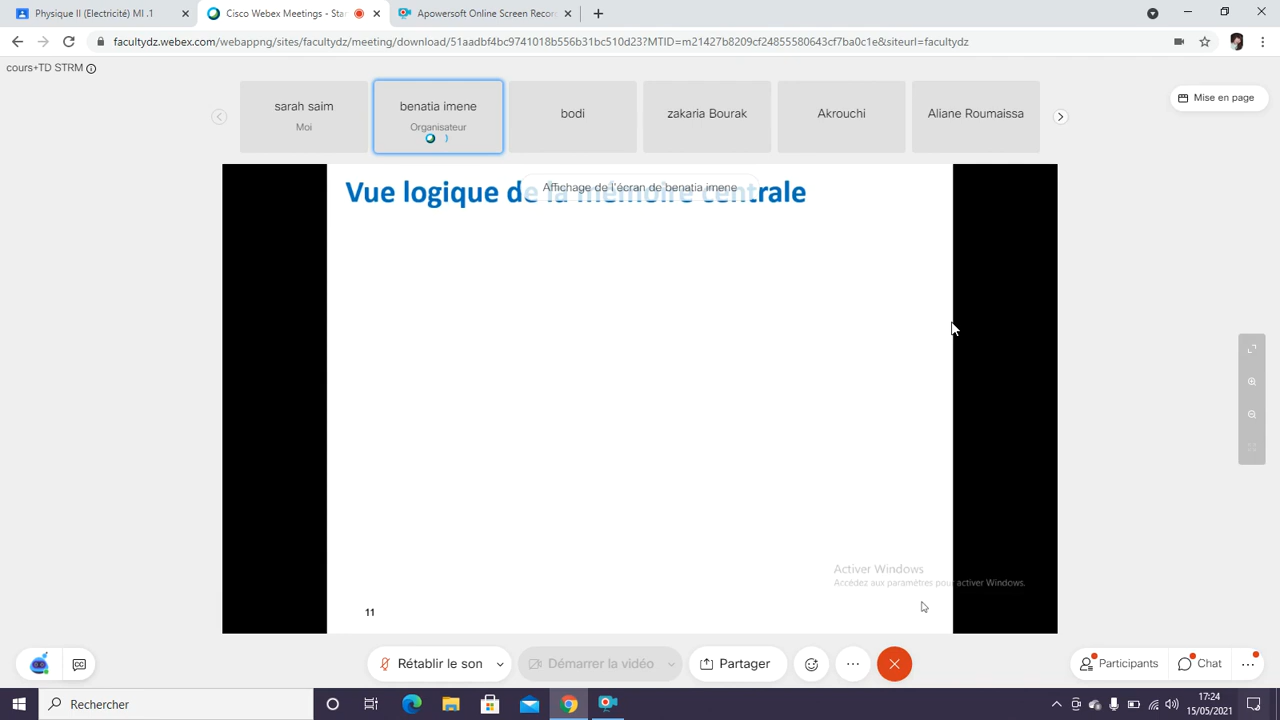 Physique II (Electricité) MI .1
Cisco Webex Meetings - Star
Apowersoft Online Screen Record
facultydz.webex.com/webappng/sites/facultydz/meeting/download/51aadbf4bc9741018b556b31bc510d23?MTID=m21427b8209cf24855580643cf7ba0c1e&siteurl=facultydz
cours+TD STRM
sarah saim
Moi
benatia imene
Organisateur
bodi
zakaria Bourak
Akrouchi
Aliane Roumaissa
Mise en page
Affichage de l'écran de benatia imene
Vue logique de la mémoire centrale
Activer Windows
Accédez aux paramètres pour activer Windows.
11
Rétablir le son
Démarrer la vidéo
Partager
Participants
Chat
Rechercher
17:24
15/05/2021